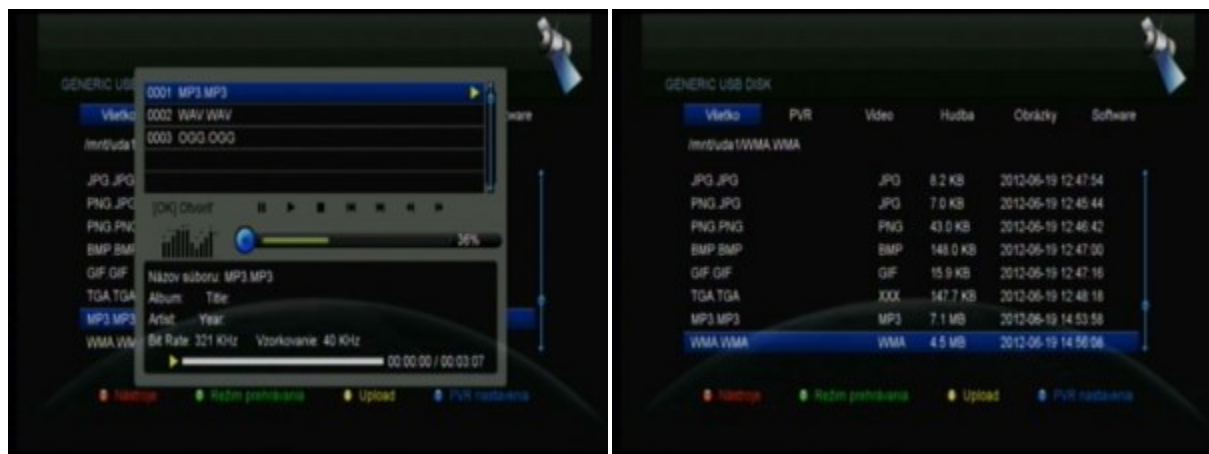 GENERIC USB
0001 MP3.MP3
Všetko 0002 WAV.WAV ware
/mnt/uda1 0003 OGG.OGG
JPG.JPG
PNG.JPG [OK] Otvoriť
PNG.PNG
BMP.BMP 36%
GIF.GIF Názov súboru: MP3.MP3
TGA.TGA Album: Title:
MP3.MP3 Artist: Year:
WMA.WM Bit Rate: 321 KHz Vzorkovanie: 40 KHz
00:00:00 / 00:03:07
Nástroje Režim prehrávania Upload PVR nastavenia
GENERIC USB DISK
Všetko PVR Video Hudba Obrázky Software
/mnt/uda1/WMA.WMA
JPG.JPG JPG 8.2 KB 2012-06-19 12:47:54
PNG.JPG JPG 7.0 KB 2012-06-19 12:45:44
PNG.PNG PNG 43.0 KB 2012-06-19 12:46:42
BMP.BMP BMP 148.0 KB 2012-06-19 12:47:00
GIF.GIF GIF 15.9 KB 2012-06-19 12:47:16
TGA.TGA XXX 147.7 KB 2012-06-19 12:48:18
MP3.MP3 MP3 7.1 MB 2012-06-19 14:53:58
WMA.WMA WMA 4.5 MB 2012-06-19 14:56:08
Nástroje Režim prehrávania Upload PVR nastavenia